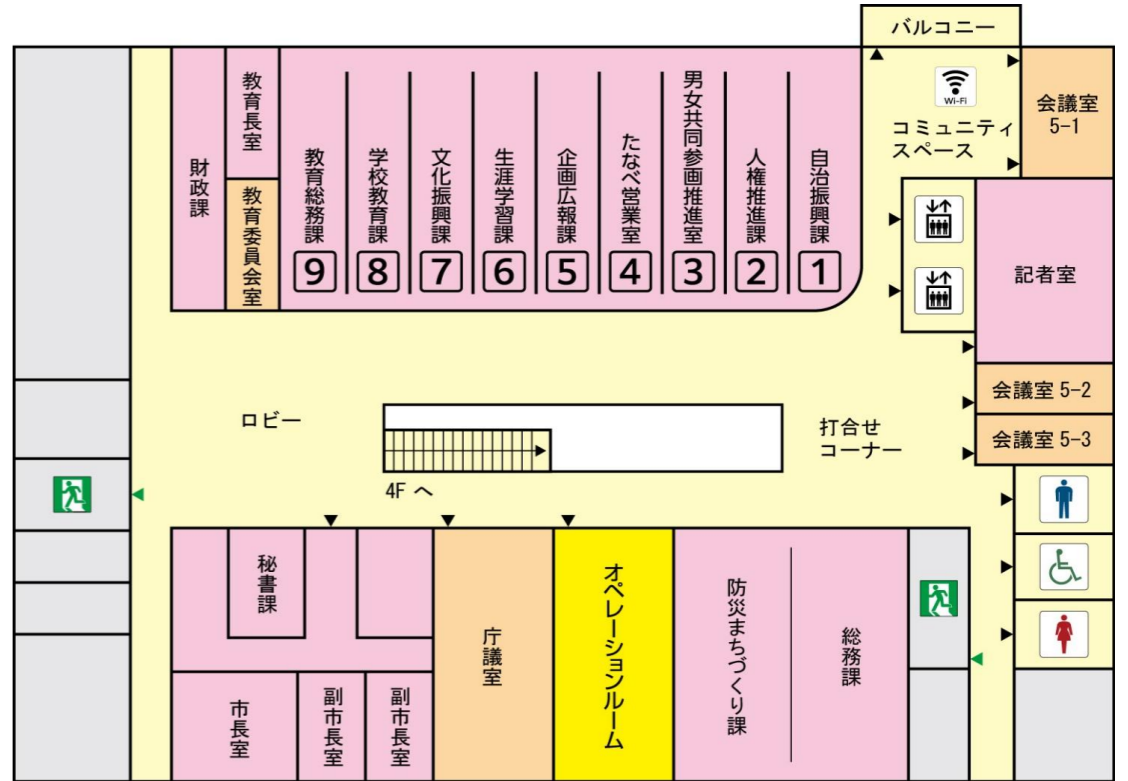 バルコニー
Wi-Fi
コミュニティ
スペース
会議室
5-1
財政課
教育長室
教育委員会室
教育総務課
9
学校教育課
8
文化振興課
7
生涯学習課
6
企画広報課
5
たなべ営業室
4
男女共同参画推進室
3
人権推進課
2
自治振興課
1
記者室
会議室 5-2
会議室 5-3
ロビー
打合せ
コーナー
4F へ
秘書課
市長室
副市長室
副市長室
庁議室
オペレーションルーム
防災まちづくり課
総務課